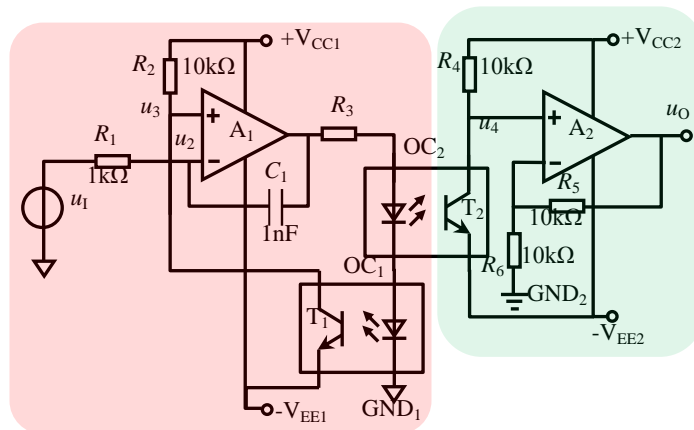 +V_CC1
R_2 10kΩ
u_3
A_1
R_3
R_1
u_2
1kΩ
C_1
1nF
u_I
OC_2
OC_1
T_1
GND_1
-V_EE1
+V_CC2
R_4 10kΩ
u_4
A_2
u_O
T_2
R_5
10kΩ
R_6 10kΩ
GND_2
-V_EE2